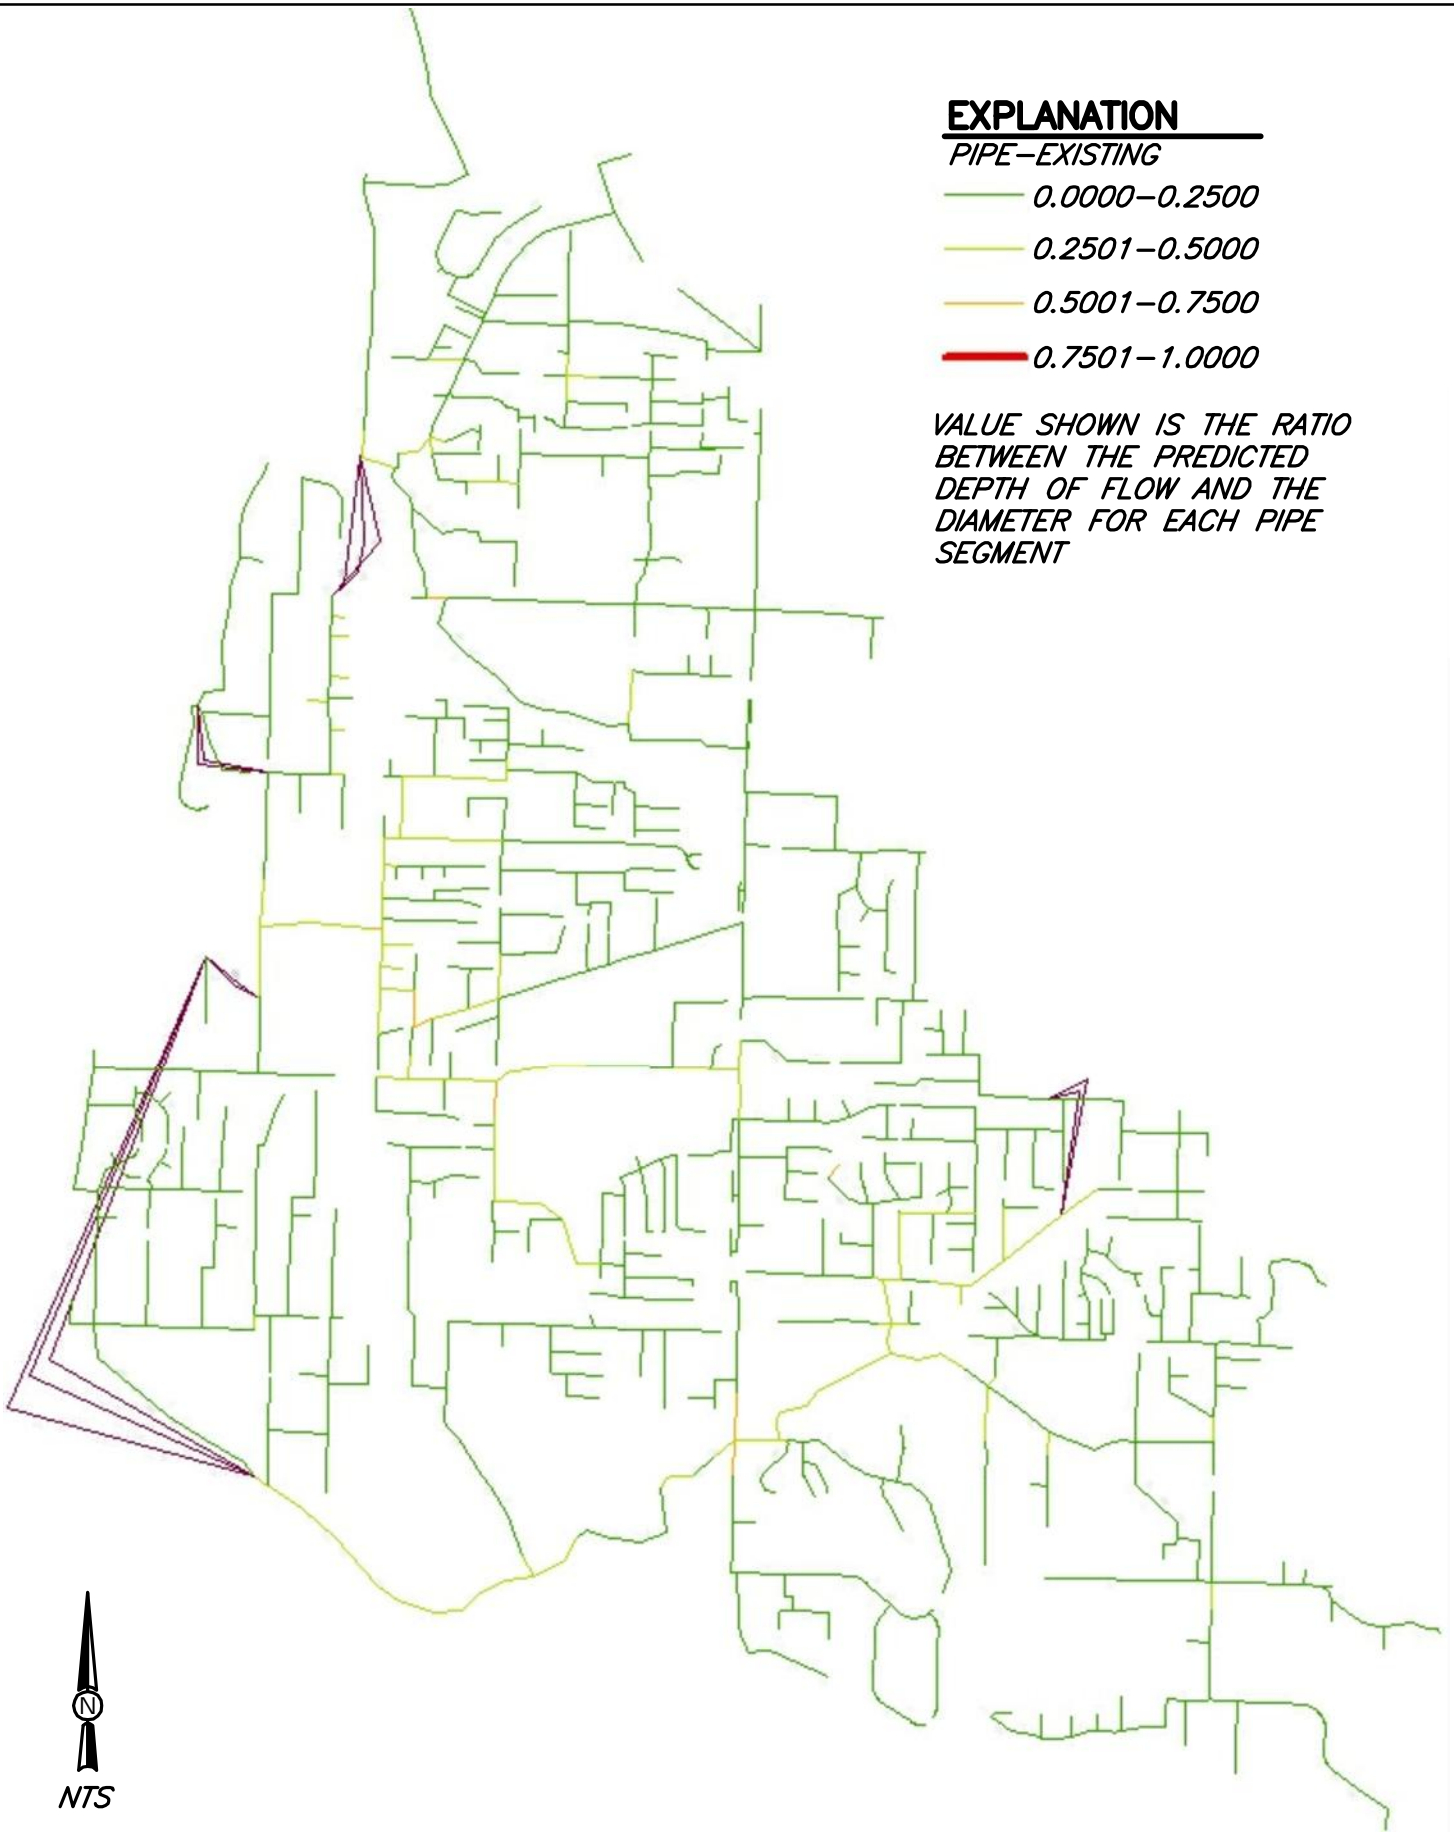 EXPLANATION
PIPE-EXISTING
0.0000-0.2500
0.2501-0.5000
0.5001-0.7500
0.7501-1.0000
VALUE SHOWN IS THE RATIO
BETWEEN THE PREDICTED
DEPTH OF FLOW AND THE
DIAMETER FOR EACH PIPE
SEGMENT
N
NTS